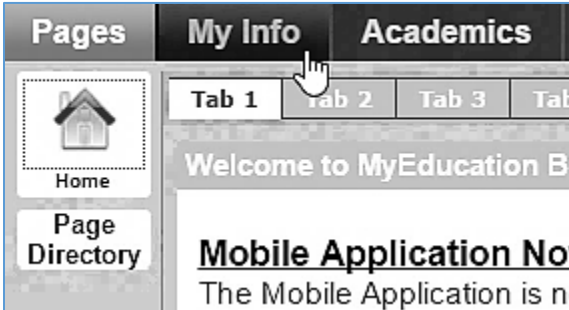 Pages My Info Academics
Tab 1 Tab 2 Tab 3 Tab
Home
Welcome to MyEducation B
Page
Directory
Mobile Application No
The Mobile Application is n